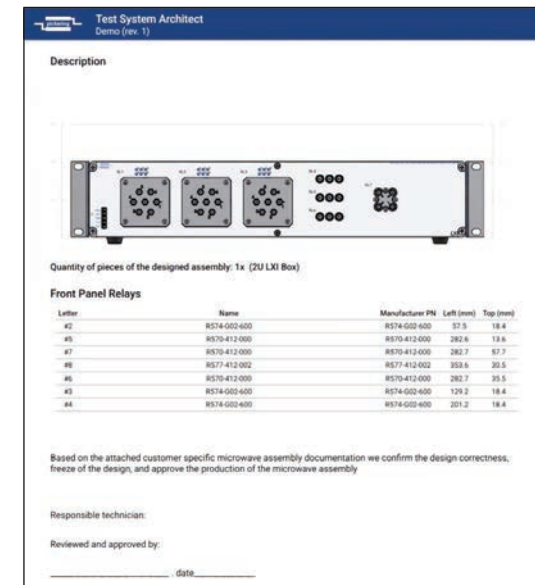 pickering
Test System Architect
Demo (rev. 1)
Description
LXI
Quantity of pieces of the designed assembly: 1x (2U LXI Box)
Front Panel Relays
Letter Name Manufacturer PN Left (mm) Top (mm)
#2 R574-G02-600 R574-G02-600 57.5 18.4
#5 R570-412-000 R570-412-000 282.6 13.6
#7 R570-412-000 R570-412-000 282.7 57.7
#8 R577-412-002 R577-412-002 353.6 30.5
#6 R570-412-000 R570-412-000 282.7 35.5
#3 R574-G02-600 R574-G02-600 129.2 18.4
#4 R574-G02-600 R574-G02-600 201.2 18.4
Based on the attached customer specific microwave assembly documentation we confirm the design correctness,
freeze of the design, and approve the production of the microwave assembly
Responsible technician:
Reviewed and approved by:
, date